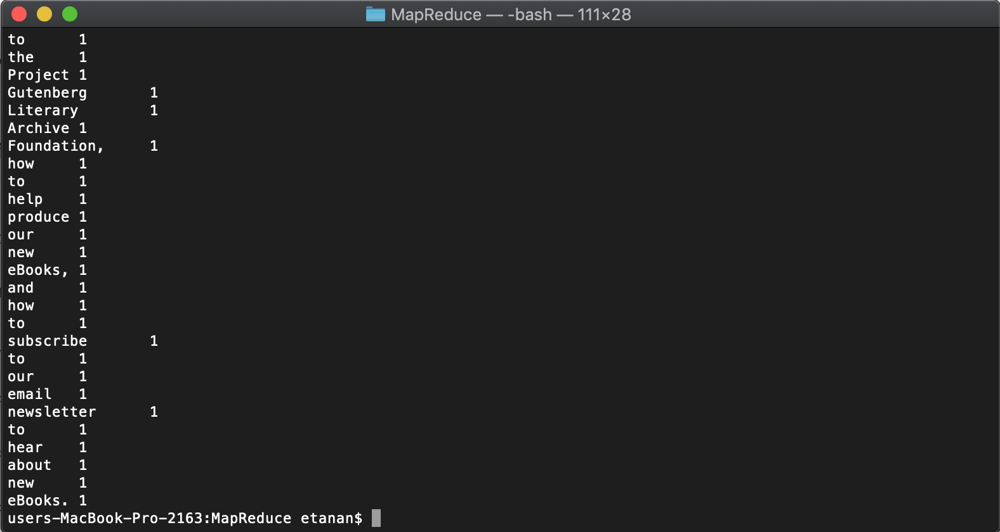 MapReduce — -bash — 111×28
to 1
the 1
Project 1
Gutenberg 1
Literary 1
Archive 1
Foundation, 1
how 1
to 1
help 1
produce 1
our 1
new 1
eBooks, 1
and 1
how 1
to 1
subscribe 1
to 1
our 1
email 1
newsletter 1
to 1
hear 1
about 1
new 1
eBooks. 1
users-MacBook-Pro-2163:MapReduce etanan$